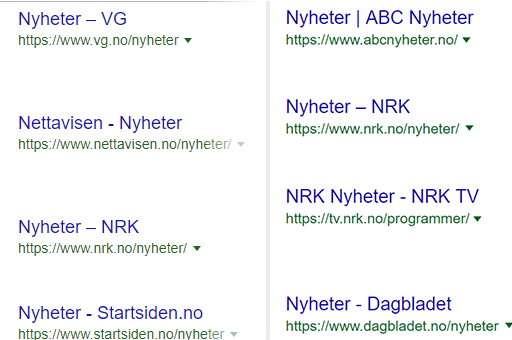 Nyheter – VG
https://www.vg.no/nyheter
Nettavisen - Nyheter
https://www.nettavisen.no/nyheter/
Nyheter – NRK
https://www.nrk.no/nyheter/
Nyheter - Startsiden.no
https://www.startsiden.no/nyheter
Nyheter | ABC Nyheter
https://www.abcnyheter.no/
Nyheter – NRK
https://www.nrk.no/nyheter/
NRK Nyheter - NRK TV
https://tv.nrk.no/programmer/
Nyheter - Dagbladet
https://www.dagbladet.no/nyheter